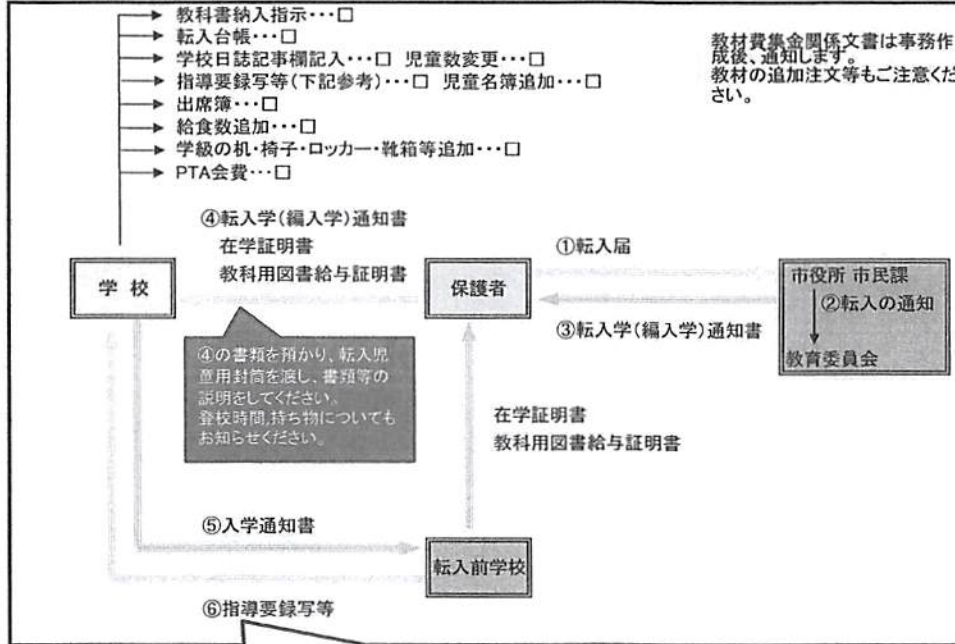 教科書納入指示･･･□
転入台帳･･･□
学校日誌記事欄記入･･･□ 児童数変更･･･□
指導要録写等(下記参考)･･･□ 児童名簿追加･･･□
出席簿･･･□
給食数追加･･･□
学級の机･椅子･ロッカー･靴箱等追加･･･□
PTA会費･･･□
教材費集金関係文書は事務作
成後、通知します。
教材の追加注文等もご注意くだ
さい。
④転入学(編入学)通知書
在学証明書
教科用図書給与証明書
①転入届
学 校
保護者
市役所 市民課
②転入の通知
教育委員会
③転入学(編入学)通知書
④の書類を預かり、転入児
童用封筒を渡し、書類等の
説明をしてください。
登校時間,持ち物についても
お知らせください。
在学証明書
教科用図書給与証明書
⑤入学通知書
転入前学校
⑥指導要録写等